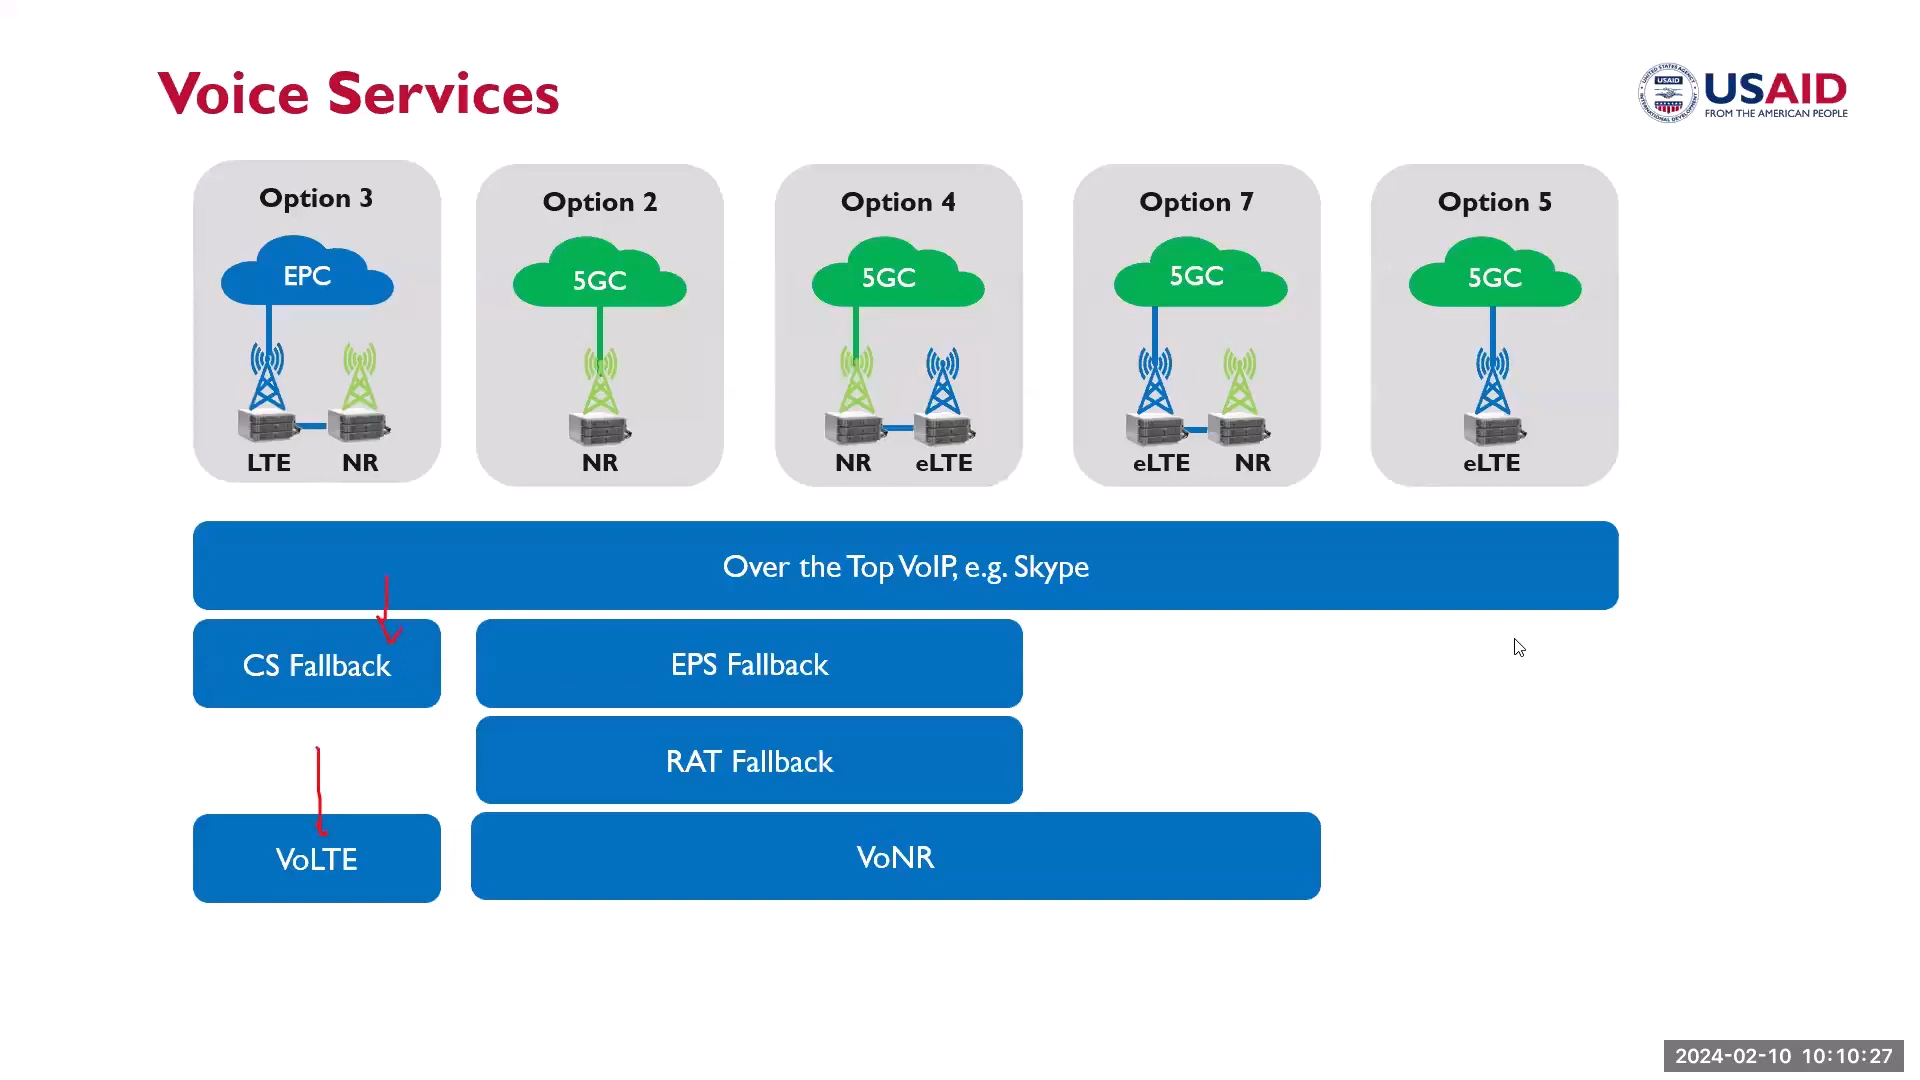 Voice Services
USAID
USAID
FROM THE AMERICAN PEOPLE
Option 3
Option 2
Option 4
Option 7
Option 5
EPC
5GC
5GC
5GC
5GC
LTE NR
NR
NR eLTE
eLTE NR
eLTE
Over the Top VoIP, e.g. Skype
CS Fallback
EPS Fallback
RAT Fallback
VoLTE
VoNR
2024-02-10 10:10:27